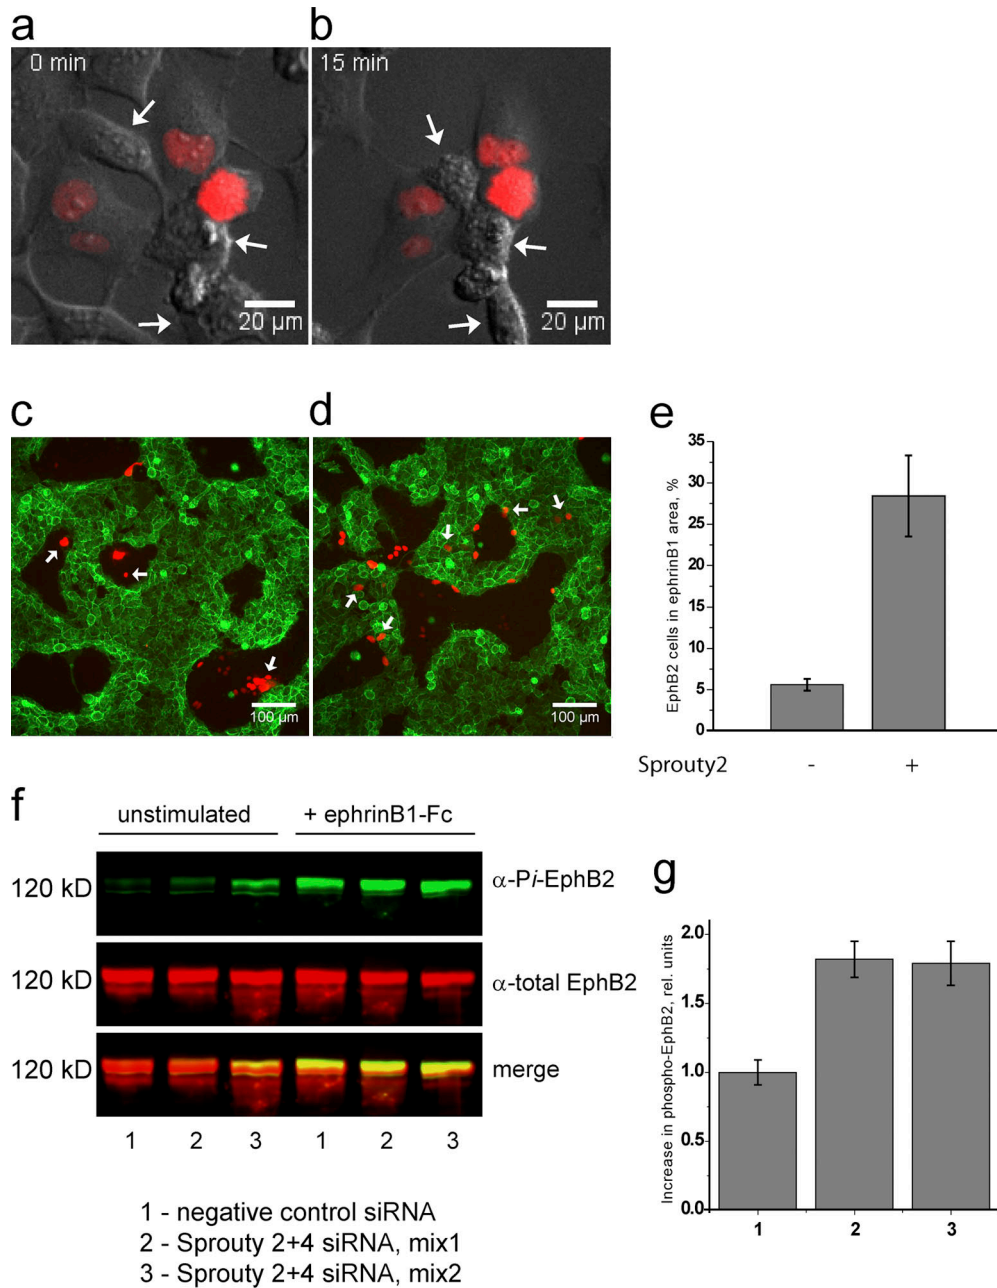 a
b
0 min
15 min
20 µm
20 µm
c
d
e
100 µm
100 µm
EphB2 cells in ephrinB1 area, %
35
30
25
20
15
10
5
0
Sprouty2 - +
f
unstimulated
+ ephrinB1-Fc
120 kD
α-Pi-EphB2
120 kD
α-total EphB2
120 kD
merge
1 2 3 1 2 3
1 - negative control siRNA
2 - Sprouty 2+4 siRNA, mix1
3 - Sprouty 2+4 siRNA, mix2
g
Increase in phospho-EphB2, rel. units
2.0
1.5
1.0
0.5
0.0
1 2 3